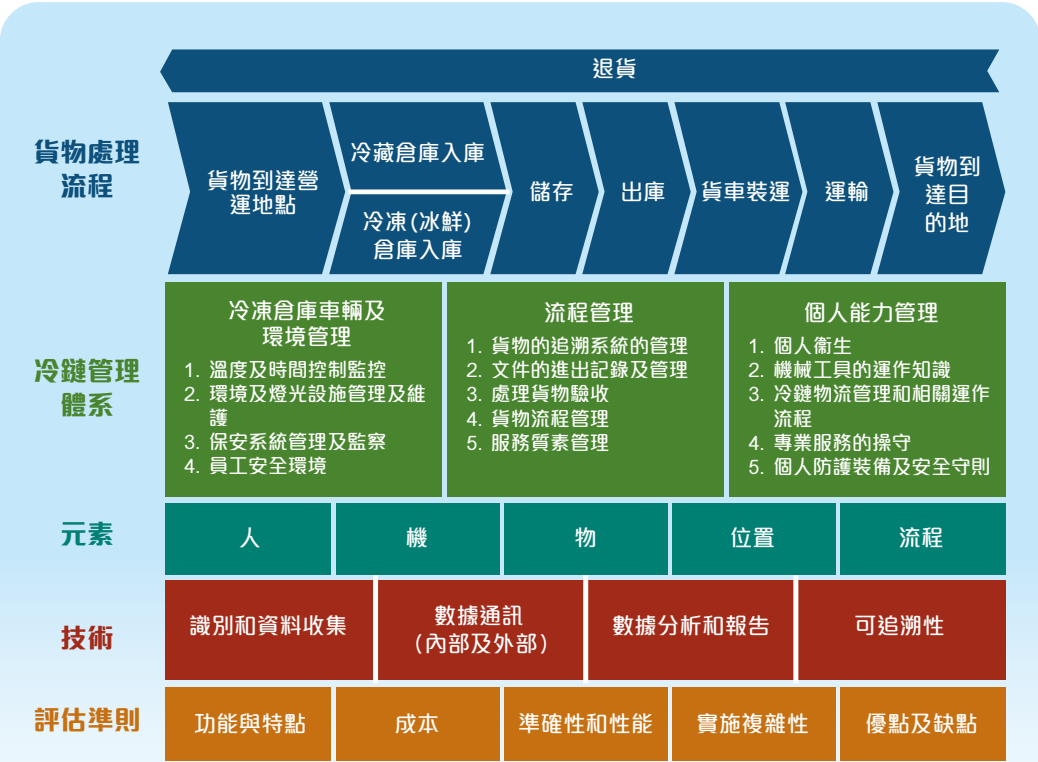 退貨
貨物處理
流程
貨物到達營
運地點
冷藏倉庫入庫
冷凍(冰鮮)
倉庫入庫
儲存
出庫
貨車裝運
運輸
貨物到
達目
的地
冷鏈管理
體系
冷凍倉庫車輛及
環境管理
1. 溫度及時間控制監控
2. 環境及燈光設施管理及維
護
3. 保安系統管理及監察
4. 員工安全環境
流程管理
1. 貨物的追溯系統的管理
2. 文件的進出記錄及管理
3. 處理貨物驗收
4. 貨物流程管理
5. 服務質素管理
個人能力管理
1. 個人衞生
2. 機械工具的運作知識
3. 冷鏈物流管理和相關運作
流程
4. 專業服務的操守
5. 個人防護裝備及安全守則
元素
人
機
物
位置
流程
技術
識別和資料收集
數據通訊
(內部及外部)
數據分析和報告
可追溯性
評估準則
功能與特點
成本
準確性和性能
實施複雜性
優點及缺點